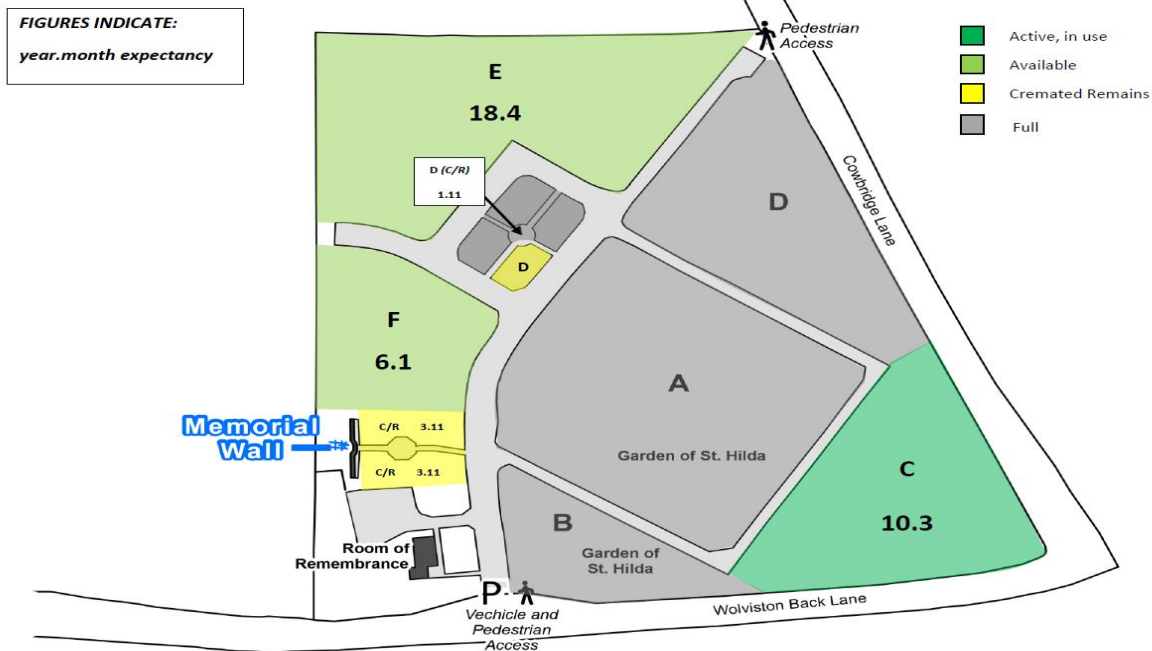 FIGURES INDICATE:
year.month expectancy
Pedestrian
Access
Active, in use
Available
Cremated Remains
Full
E
18.4
D (C/R)
1.11
D
Cowbridge Lane
D
F
6.1
A
Garden of St. Hilda
Memorial
Wall
C/R 3.11
C/R 3.11
C
10.3
B
Garden of
St. Hilda
Room of
Remembrance
P
Vechicle and
Pedestrian
Access
Wolviston Back Lane